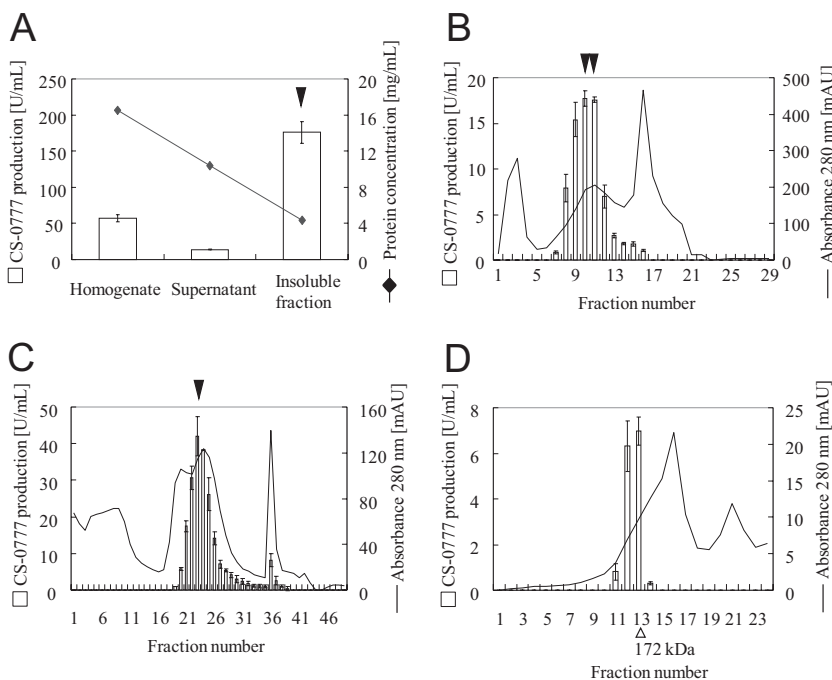 A
CS-0777 production [U/mL]
250
200
150
100
50
0
20
16
12
8
4
0
Protein concentration [mg/mL]
Homogenate
Supernatant
Insoluble
fraction
B
CS-0777 production [U/mL]
20
15
10
5
0
500
400
300
200
100
0
Absorbance 280 nm [mAU]
1 5 9 13 17 21 25 29
Fraction number
C
CS-0777 production [U/mL]
50
40
30
20
10
0
160
120
80
40
0
Absorbance 280 nm [mAU]
1 6 11 16 21 26 31 36 41 46
Fraction number
D
CS-0777 production [U/mL]
8
6
4
2
0
25
20
15
10
5
0
Absorbance 280 nm [mAU]
1 3 5 7 9 11 13 15 17 19 21 23
172 kDa
Fraction number